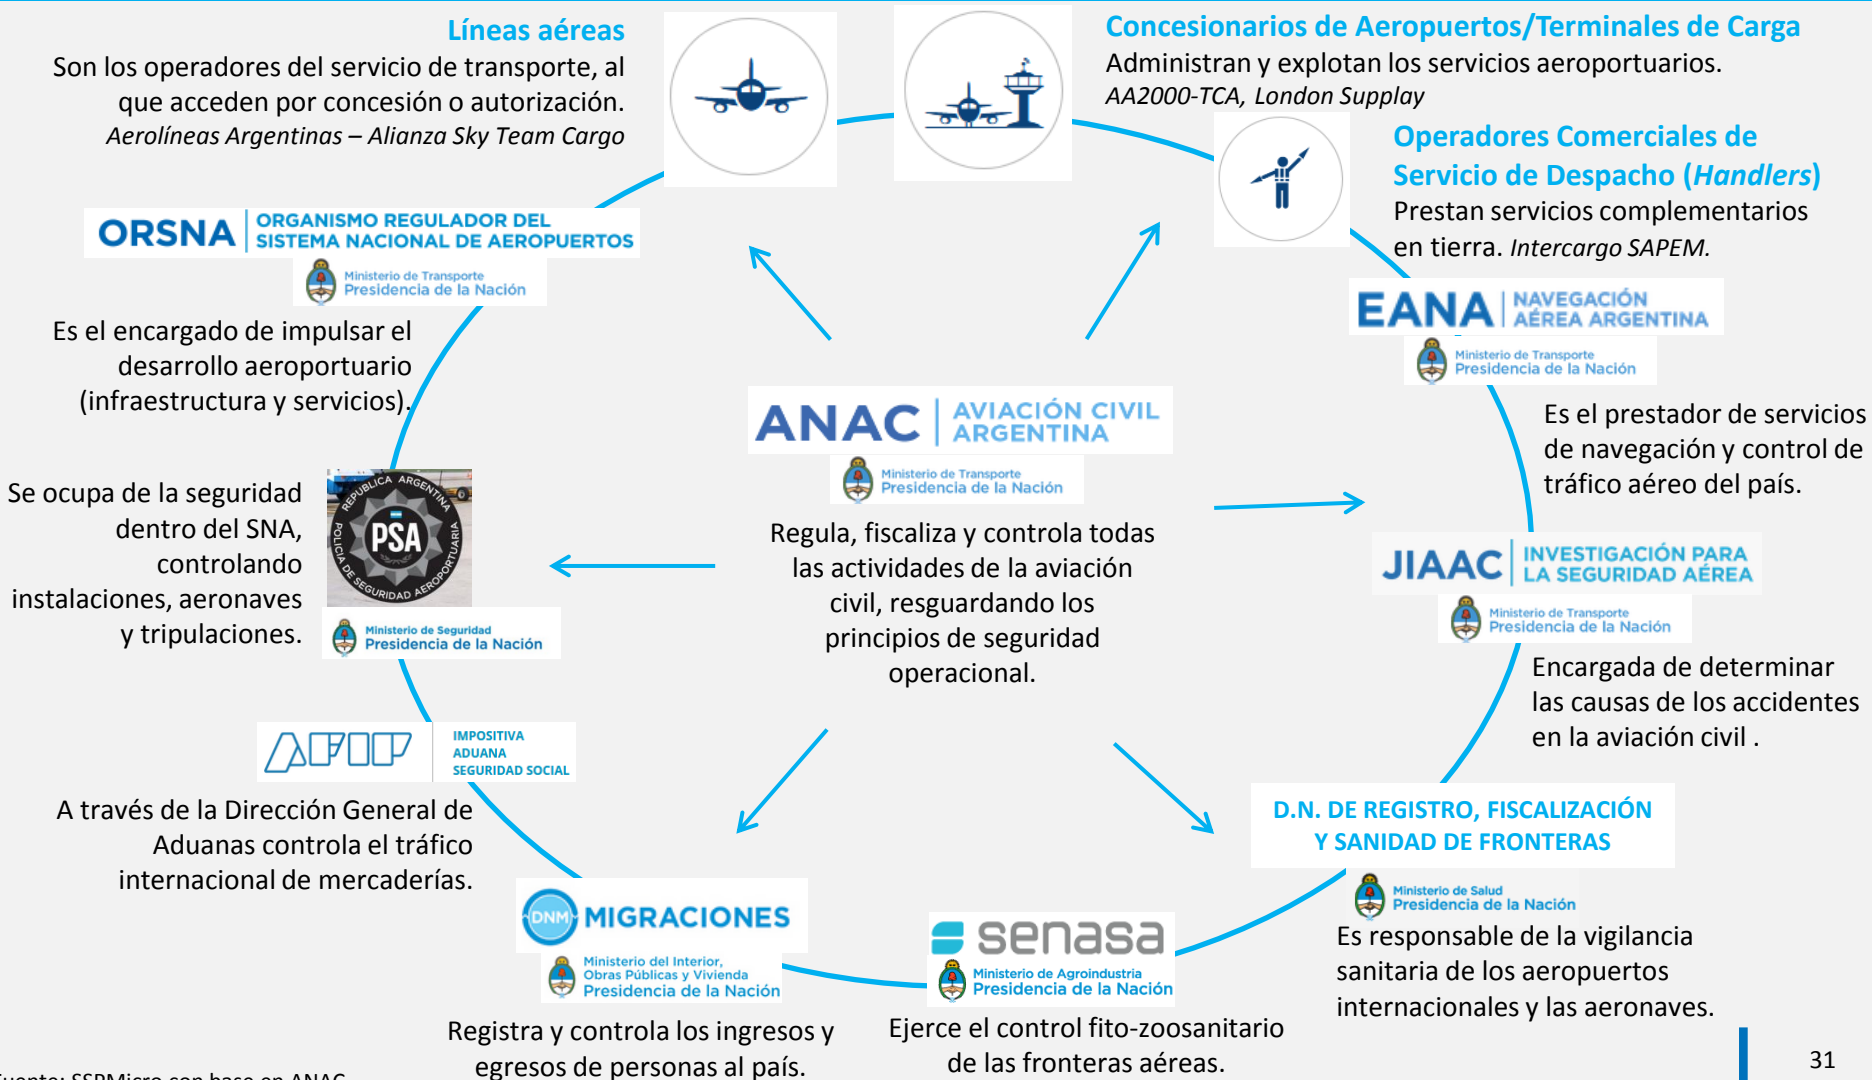 Líneas aéreas
Son los operadores del servicio de transporte, al
que acceden por concesión o autorización.
Aerolíneas Argentinas – Alianza Sky Team Cargo
Concesionarios de Aeropuertos/Terminales de Carga
Administran y explotan los servicios aeroportuarios.
AA2000-TCA, London Supplay
Operadores Comerciales de
Servicio de Despacho (Handlers)
Prestan servicios complementarios
en tierra. Intercargo SAPEM.
ORSNA
ORGANISMO REGULADOR DEL
SISTEMA NACIONAL DE AEROPUERTOS
Ministerio de Transporte
Presidencia de la Nación
Es el encargado de impulsar el
desarrollo aeroportuario
(infraestructura y servicios).
EANA
NAVEGACIÓN
AÉREA ARGENTINA
Ministerio de Transporte
Presidencia de la Nación
Es el prestador de servicios
de navegación y control de
tráfico aéreo del país.
ANAC
AVIACIÓN CIVIL
ARGENTINA
Ministerio de Transporte
Presidencia de la Nación
Regula, fiscaliza y controla todas
las actividades de la aviación
civil, resguardando los
principios de seguridad
operacional.
Se ocupa de la seguridad
dentro del SNA,
controlando
instalaciones, aeronaves
y tripulaciones.
REPUBLICA ARGENTINA
PSA
POLICIA DE SEGURIDAD AEROPORTUARIA
Ministerio de Seguridad
Presidencia de la Nación
JIAAC
INVESTIGACIÓN PARA
LA SEGURIDAD AÉREA
Ministerio de Transporte
Presidencia de la Nación
Encargada de determinar
las causas de los accidentes
en la aviación civil .
AFIP
IMPOSITIVA
ADUANA
SEGURIDAD SOCIAL
A través de la Dirección General de
Aduanas controla el tráfico
internacional de mercaderías.
D.N. DE REGISTRO, FISCALIZACIÓN
Y SANIDAD DE FRONTERAS
Ministerio de Salud
Presidencia de la Nación
Es responsable de la vigilancia
sanitaria de los aeropuertos
internacionales y las aeronaves.
DNM
MIGRACIONES
Ministerio del Interior,
Obras Públicas y Vivienda
Presidencia de la Nación
Registra y controla los ingresos y
egresos de personas al país.
senasa
Ministerio de Agroindustria
Presidencia de la Nación
Ejerce el control fito-zoosanitario
de las fronteras aéreas.
Fuente: SSPMicro con base en ANAC
31